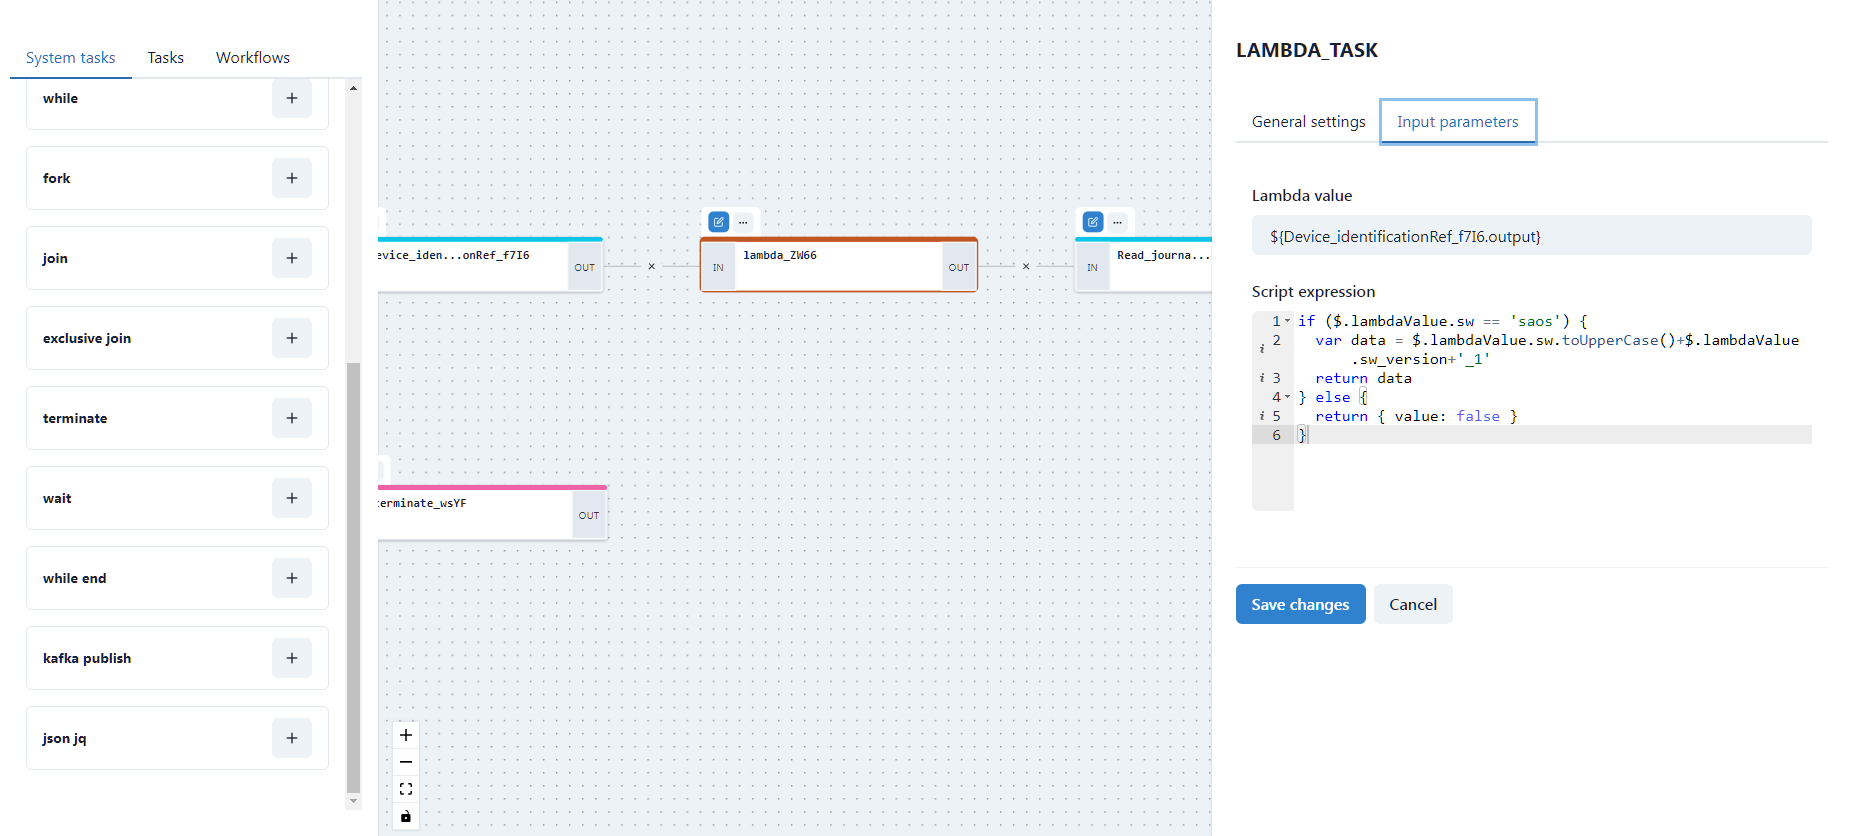 System tasks
Tasks
Workflows
while
fork
join
exclusive join
terminate
wait
while end
kafka publish
json jq
evice_iden...onRef_f7I6
OUT
IN
lambda_ZW66
OUT
IN
Read_journa...
erminate_wsYF
OUT
LAMBDA_TASK
General settings
Input parameters
Lambda value
${Device_identificationRef_f7I6.output}
Script expression
1 if ($.lambdaValue.sw == 'saos') {
2 var data = $.lambdaValue.sw.toUpperCase()+$.lambdaValue
.sw_version+'_1'
3 return data
4 } else {
5 return { value: false }
6 }
Save changes
Cancel